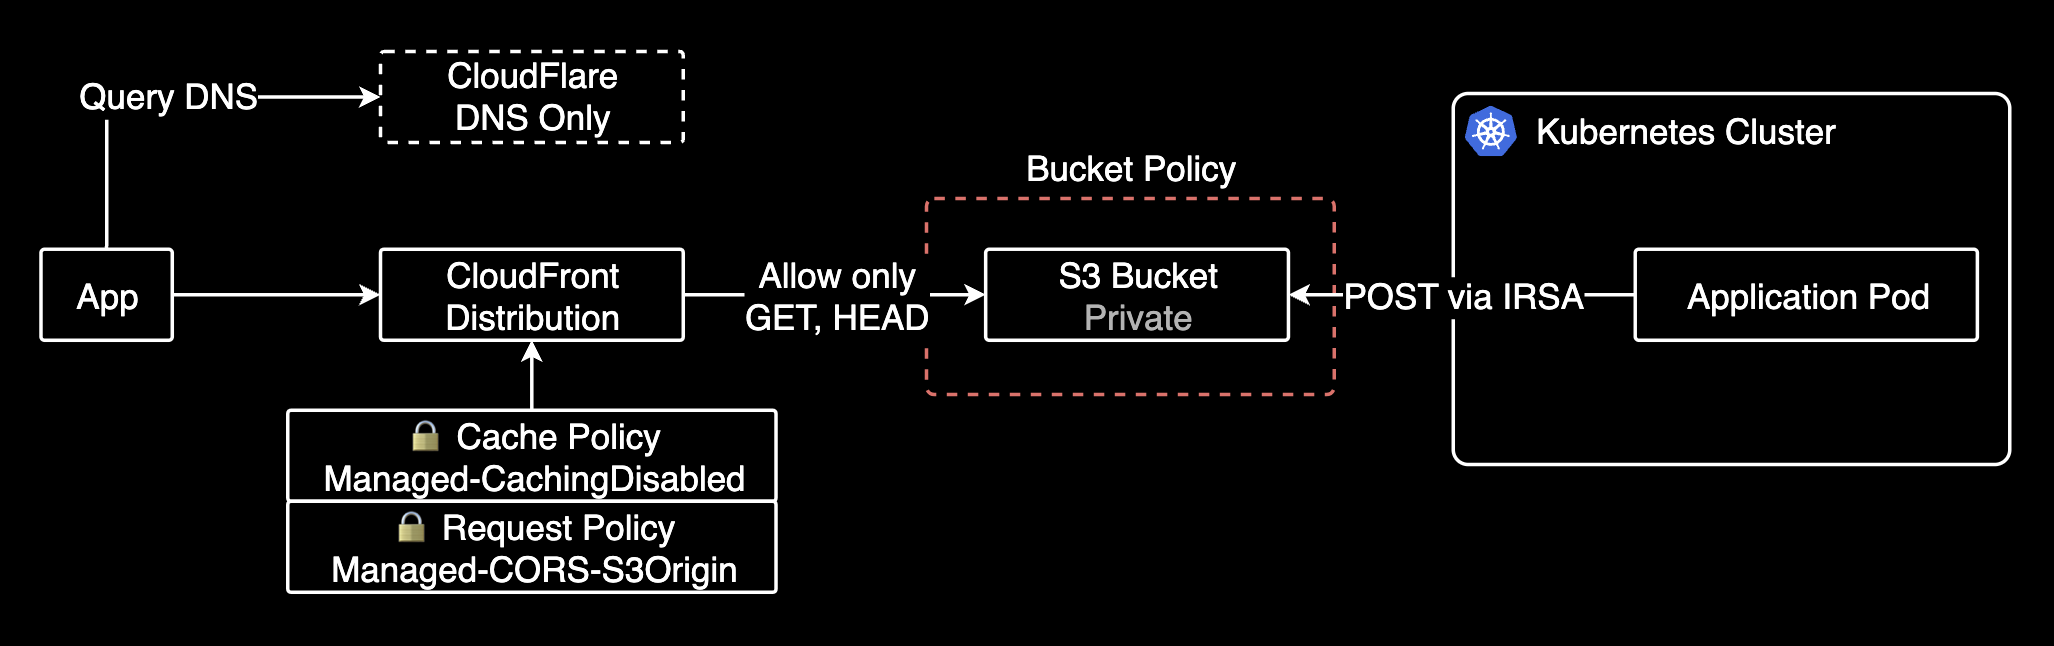 Query DNS
CloudFlare
DNS Only
App
CloudFront
Distribution
Allow only
GET, HEAD
Bucket Policy
S3 Bucket
Private
POST via IRSA
Kubernetes Cluster
Application Pod
🔒 Cache Policy
Managed-CachingDisabled
🔒 Request Policy
Managed-CORS-S3Origin